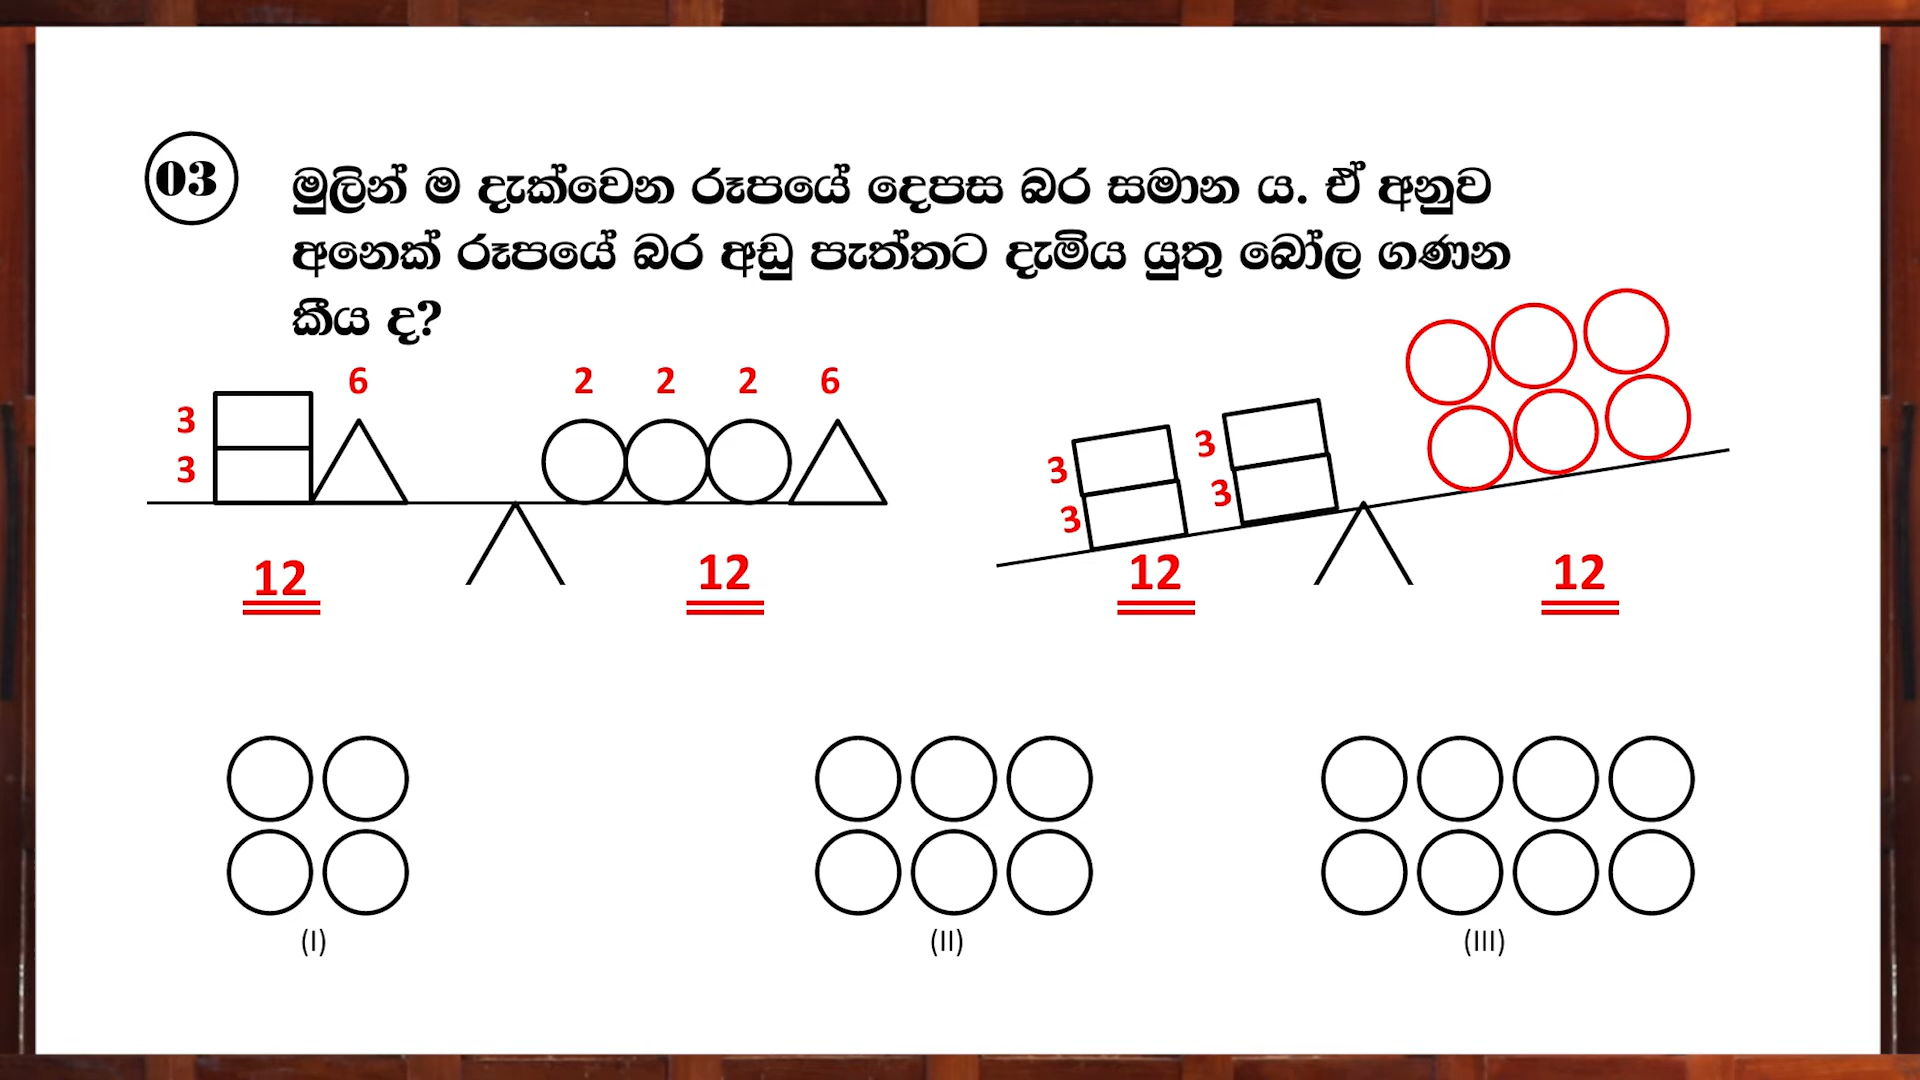 03
මුලින් ම දැක්වෙන රූපයේ දෙපස බර සමාන ය. ඒ අනුව
අනෙක් රූපයේ බර අඩු පැත්තට දැමිය යුතු බෝල ගණන
කීය ද?
6 2 2 2 6
3 3 3
3 3 3
12 12 12 12
(I) (II) (III)